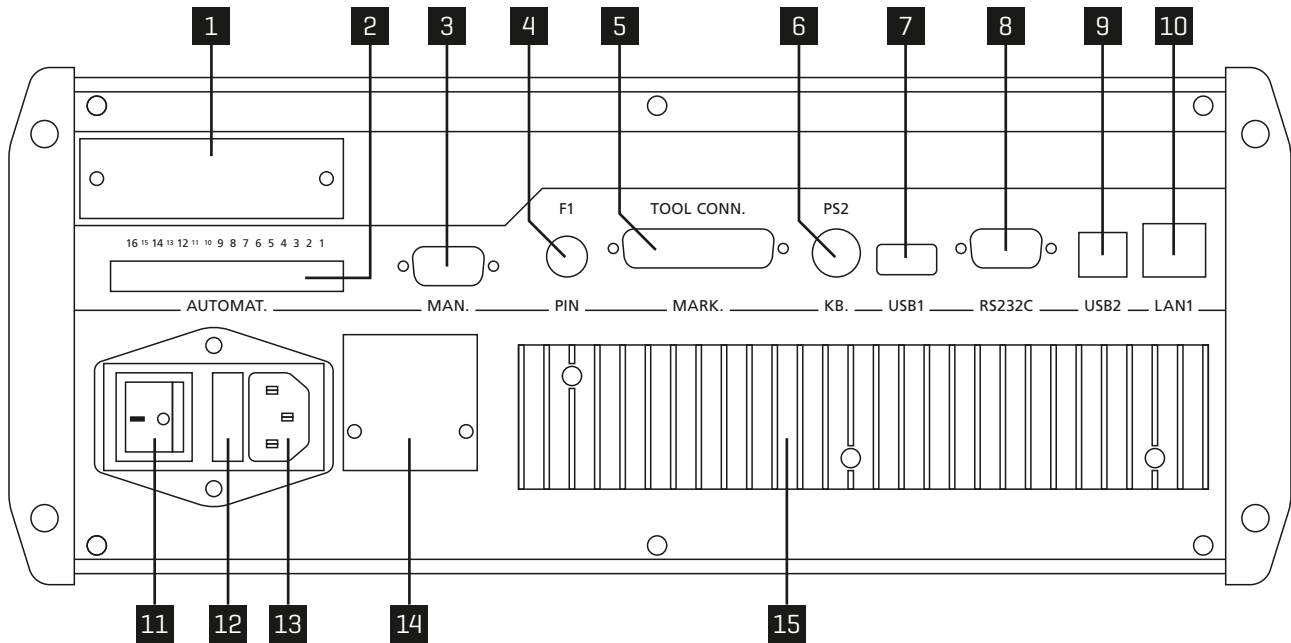 1 2 3 4 5 6 7 8 9 10
F1 TOOL CONN. PS2
16 15 14 13 12 11 10 9 8 7 6 5 4 3 2 1
AUTOMAT. MAN. PIN MARK. KB. USB1 RS232C USB2 LAN1
11 12 13 14 15